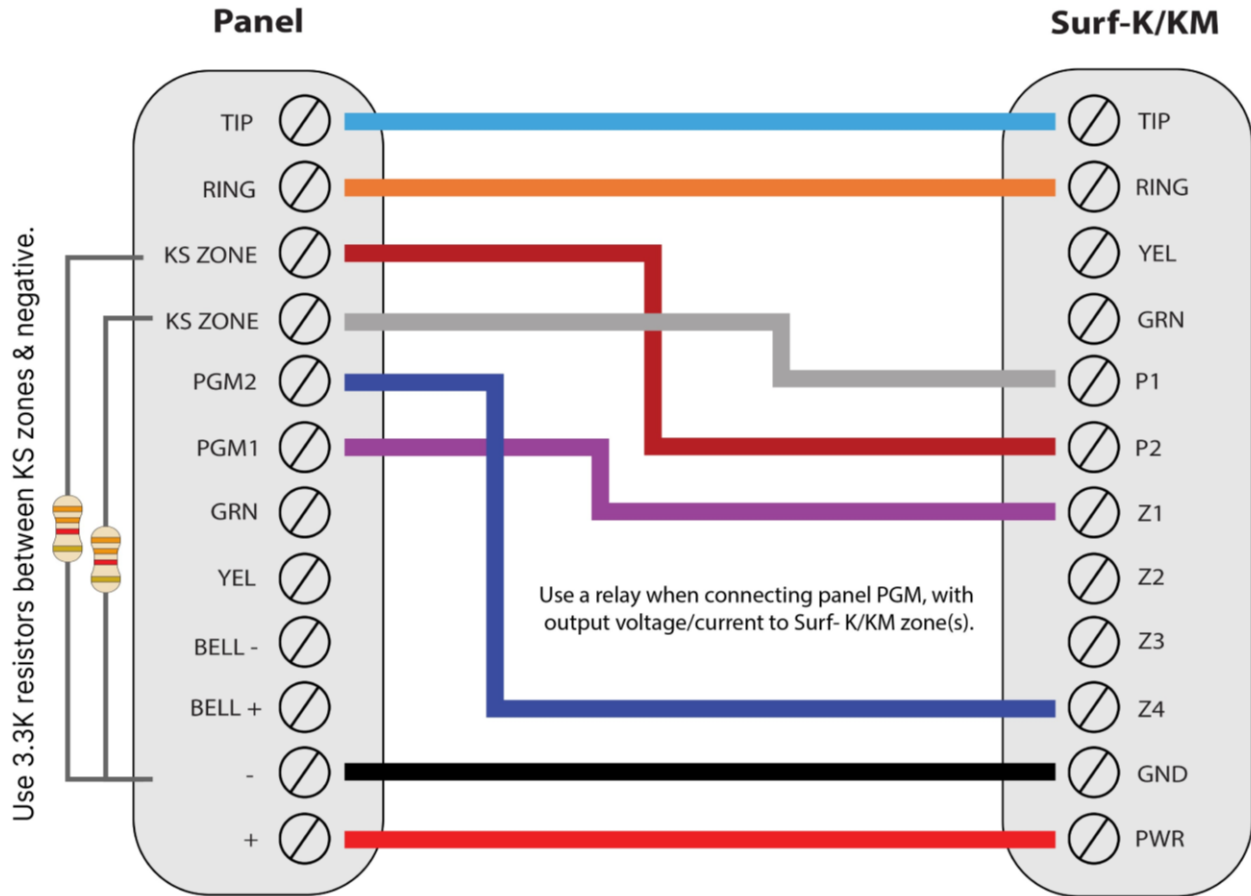 Panel
Surf-K/KM
Use 3.3K resistors between KS zones & negative.
TIP
RING
KS ZONE
KS ZONE
PGM2
PGM1
GRN
YEL
BELL -
BELL +
-
+
Use a relay when connecting panel PGM, with
output voltage/current to Surf- K/KM zone(s).
TIP
RING
YEL
GRN
P1
P2
Z1
Z2
Z3
Z4
GND
PWR